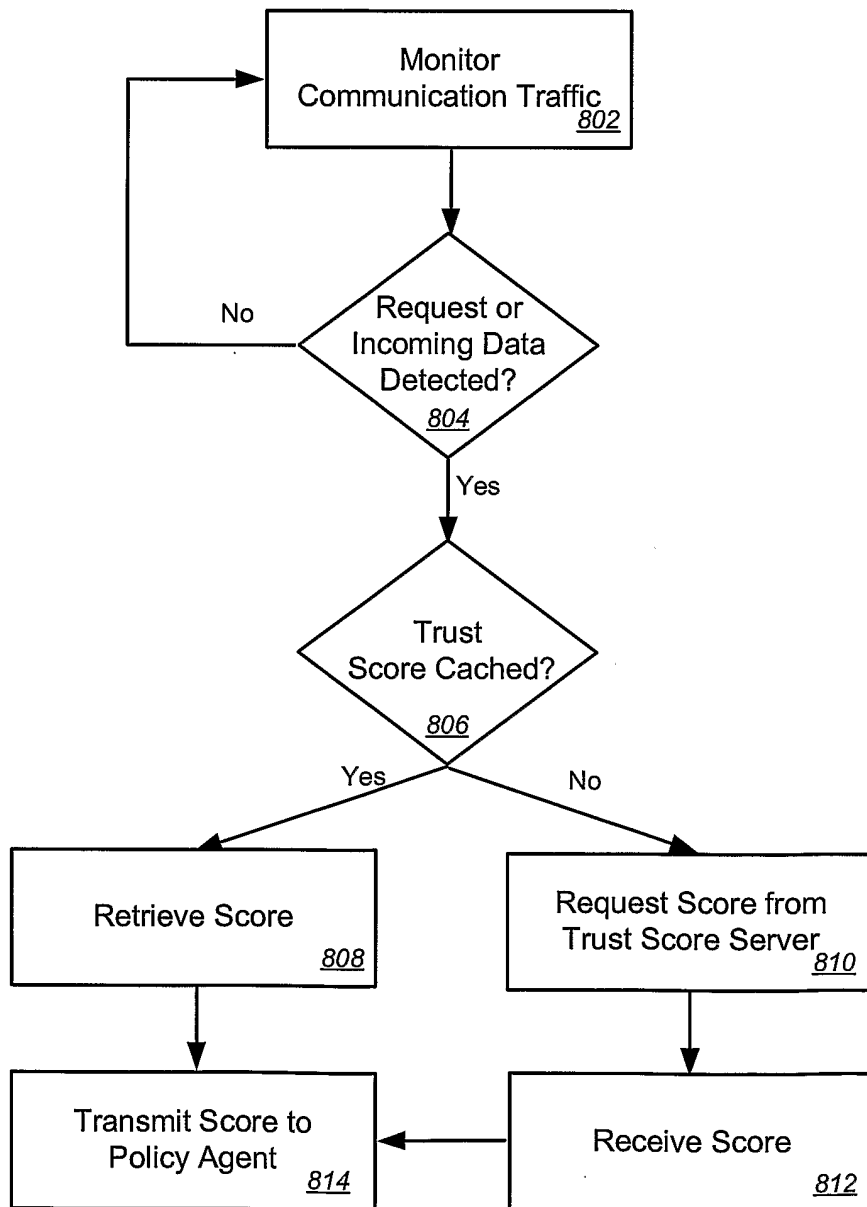 Monitor
Communication Traffic
802
No
Request or
Incoming Data
Detected?
804
Yes
Trust
Score Cached?
806
Yes
No
Retrieve Score
808
Request Score from
Trust Score Server
810
Transmit Score to
Policy Agent
814
Receive Score
812